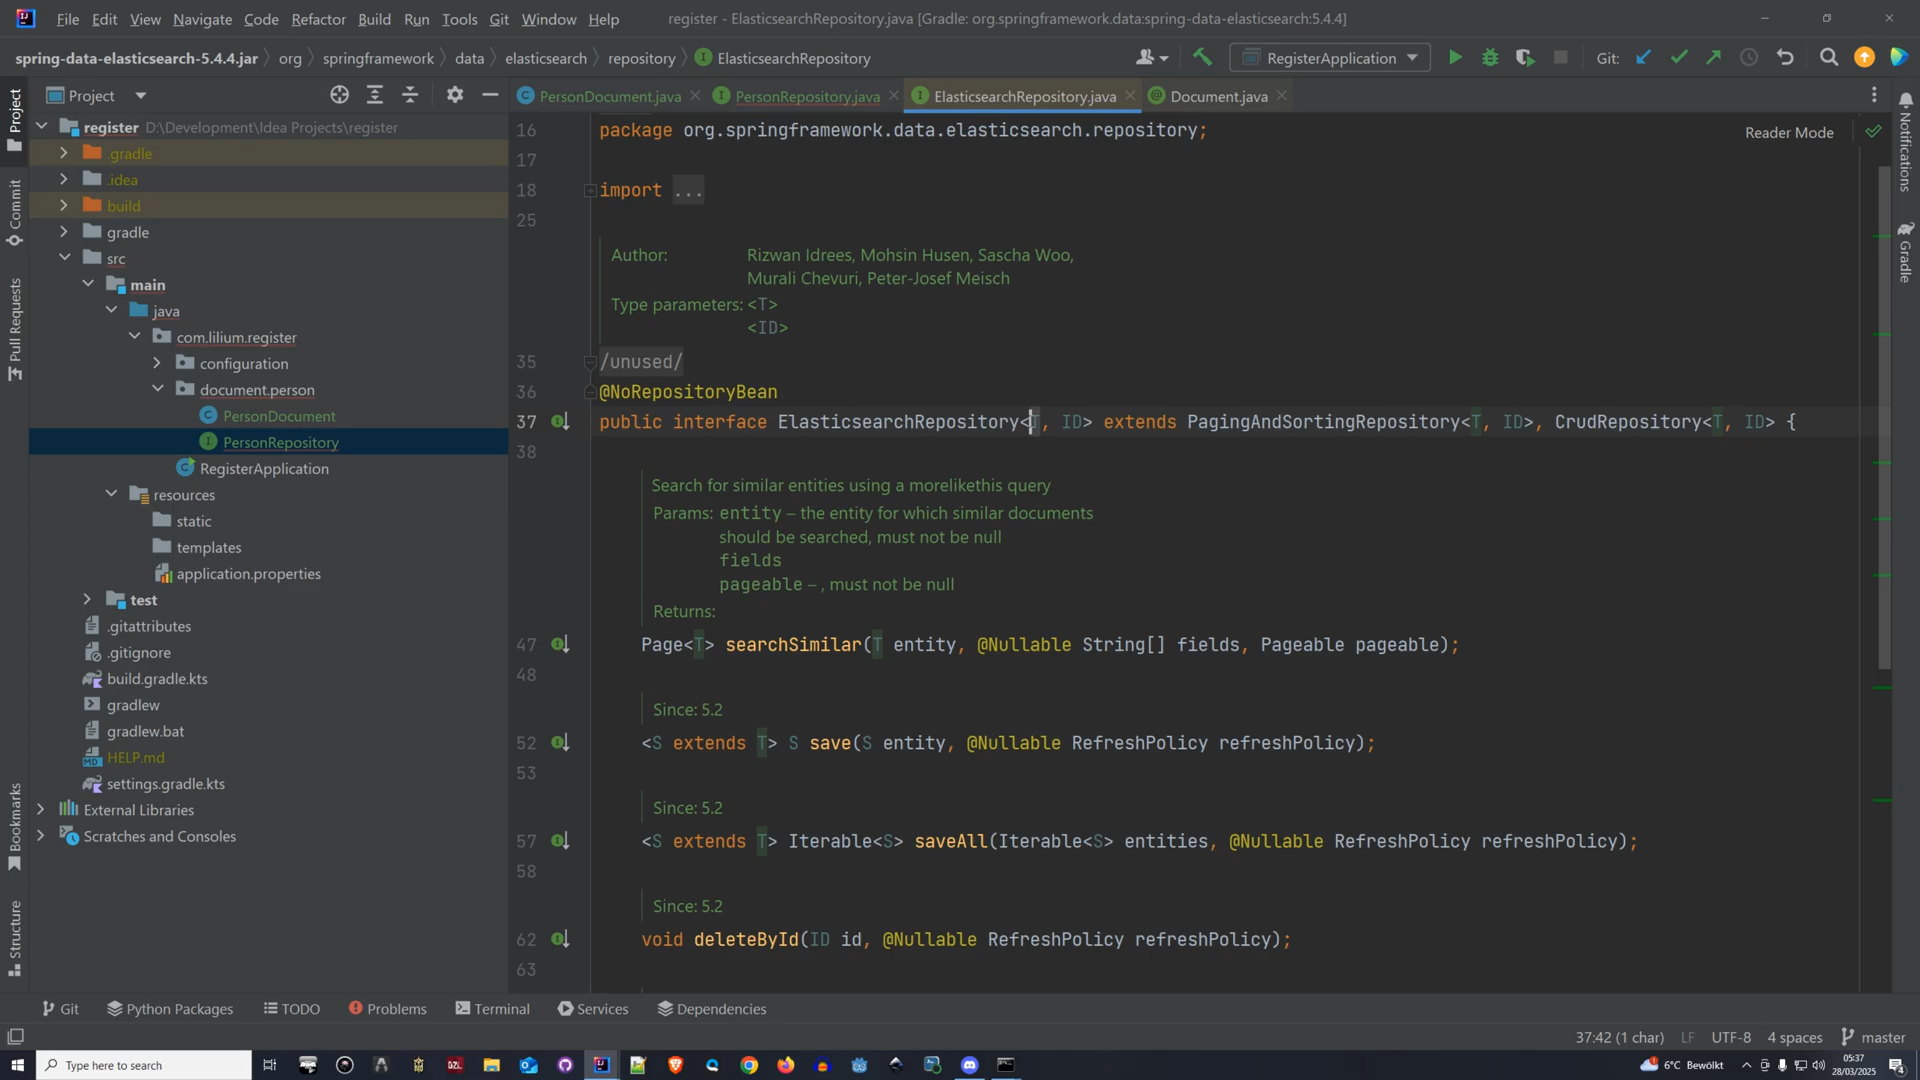 File Edit View Navigate Code Refactor Build Run Tools Git Window Help register - ElasticsearchRepository.java [Gradle: org.springframework.data:spring-data-elasticsearch:5.4.4]
spring-data-elasticsearch-5.4.4.jar org springframework data elasticsearch repository ElasticsearchRepository RegisterApplication Git:
Project PersonDocument.java PersonRepository.java ElasticsearchRepository.java Document.java
Project
Commit
Pull Requests
Bookmarks
Structure
Notifications
Gradle
register D:\Development\Idea Projects\register
.gradle
.idea
build
gradle
src
main
java
com.lilium.register
configuration
document.person
PersonDocument
PersonRepository
RegisterApplication
resources
static
templates
application.properties
test
.gitattributes
.gitignore
build.gradle.kts
gradlew
gradlew.bat
HELP.md
settings.gradle.kts
External Libraries
Scratches and Consoles
Reader Mode
16 package org.springframework.data.elasticsearch.repository;
17
18 import ...
25
Author: Rizwan Idrees, Mohsin Husen, Sascha Woo,
Murali Chevuri, Peter-Josef Meisch
Type parameters: <T>
<ID>
35 /unused/
36 @NoRepositoryBean
37 public interface ElasticsearchRepository<T, ID> extends PagingAndSortingRepository<T, ID>, CrudRepository<T, ID> {
38
Search for similar entities using a morelikethis query
Params: entity – the entity for which similar documents
should be searched, must not be null
fields
pageable – , must not be null
Returns:
47 Page<T> searchSimilar(T entity, @Nullable String[] fields, Pageable pageable);
48
Since: 5.2
52 <S extends T> S save(S entity, @Nullable RefreshPolicy refreshPolicy);
53
Since: 5.2
57 <S extends T> Iterable<S> saveAll(Iterable<S> entities, @Nullable RefreshPolicy refreshPolicy);
58
Since: 5.2
62 void deleteById(ID id, @Nullable RefreshPolicy refreshPolicy);
63
Git Python Packages TODO Problems Terminal Services Dependencies
37:42 (1 char) LF UTF-8 4 spaces master
Type here to search
6°C Bewölkt
05:37
28/03/2025